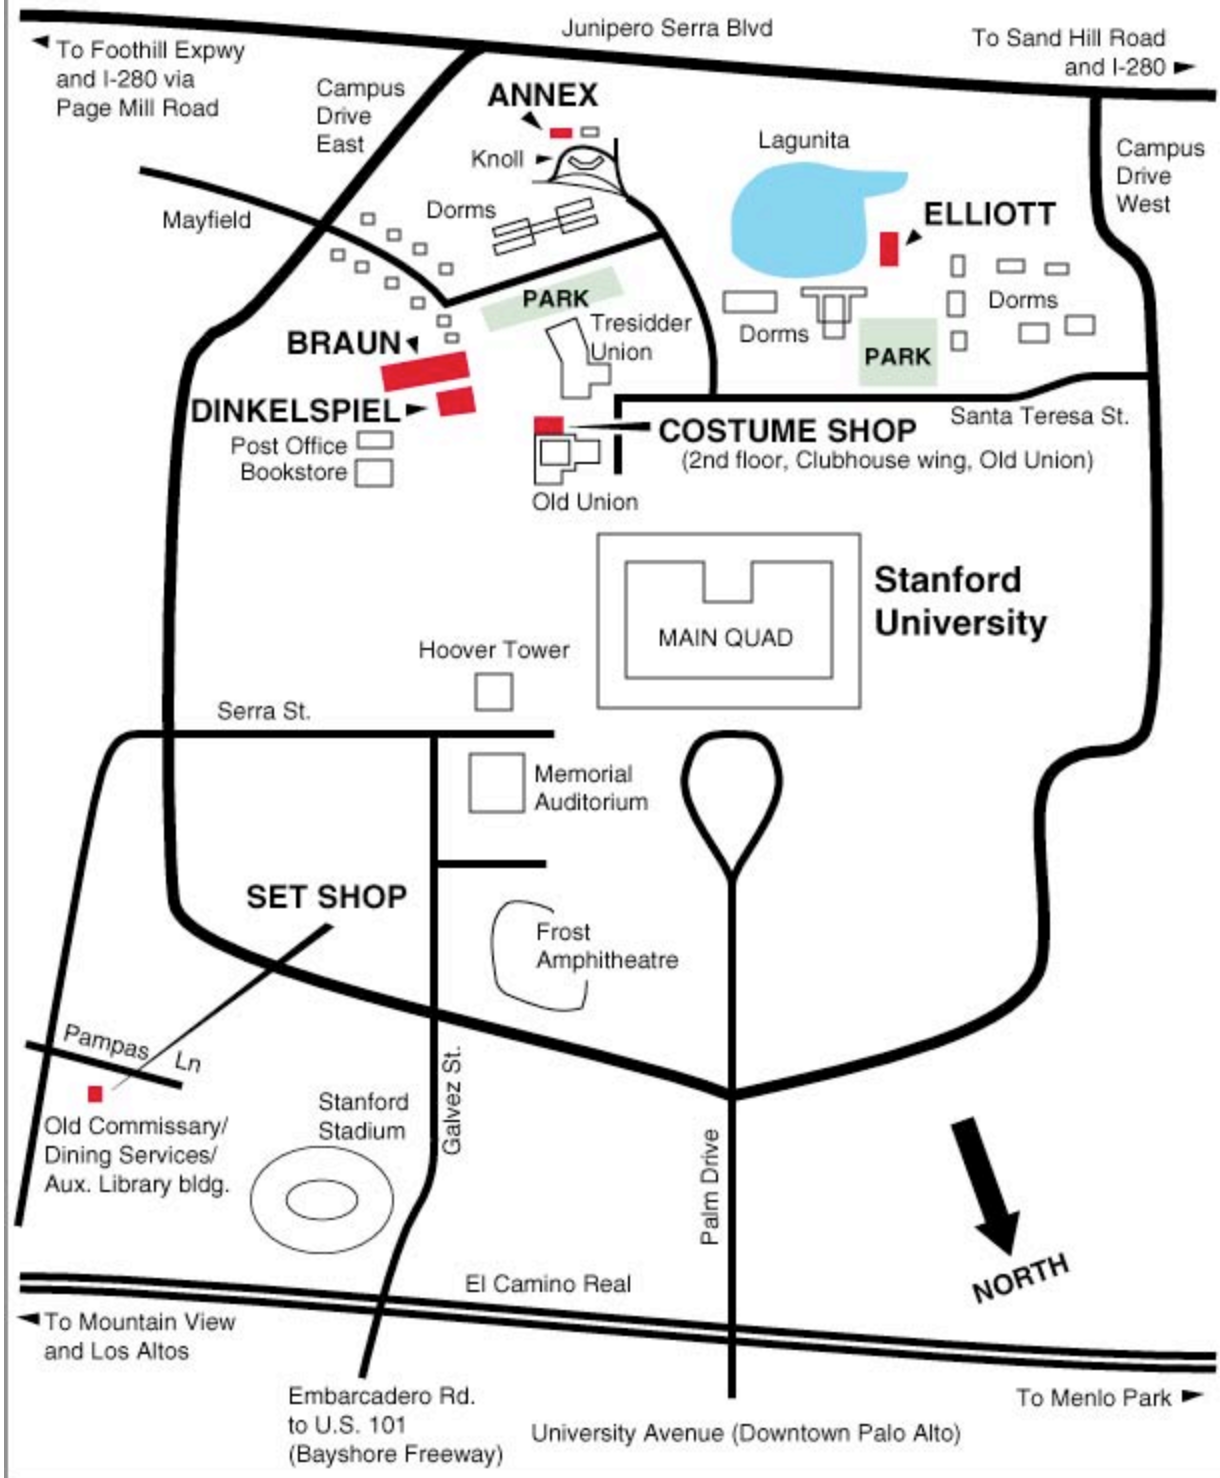 Junipero Serra Blvd
To Foothill Expwy
and I-280 via
Page Mill Road
To Sand Hill Road
and I-280
Campus
Drive
East
ANNEX
Knoll
Lagunita
Campus
Drive
West
Mayfield
Dorms
ELLIOTT
PARK
Dorms
Tresidder
Union
Dorms
PARK
BRAUN
DINKELSPIEL
Post Office
Bookstore
Santa Teresa St.
COSTUME SHOP
(2nd floor, Clubhouse wing, Old Union)
Old Union
Stanford
University
MAIN QUAD
Hoover Tower
Serra St.
Memorial
Auditorium
SET SHOP
Frost
Amphitheatre
Pampas Ln
Old Commissary/
Dining Services/
Aux. Library bldg.
Stanford
Stadium
Galvez St.
Palm Drive
NORTH
El Camino Real
To Mountain View
and Los Altos
Embarcadero Rd.
to U.S. 101
(Bayshore Freeway)
University Avenue (Downtown Palo Alto)
To Menlo Park